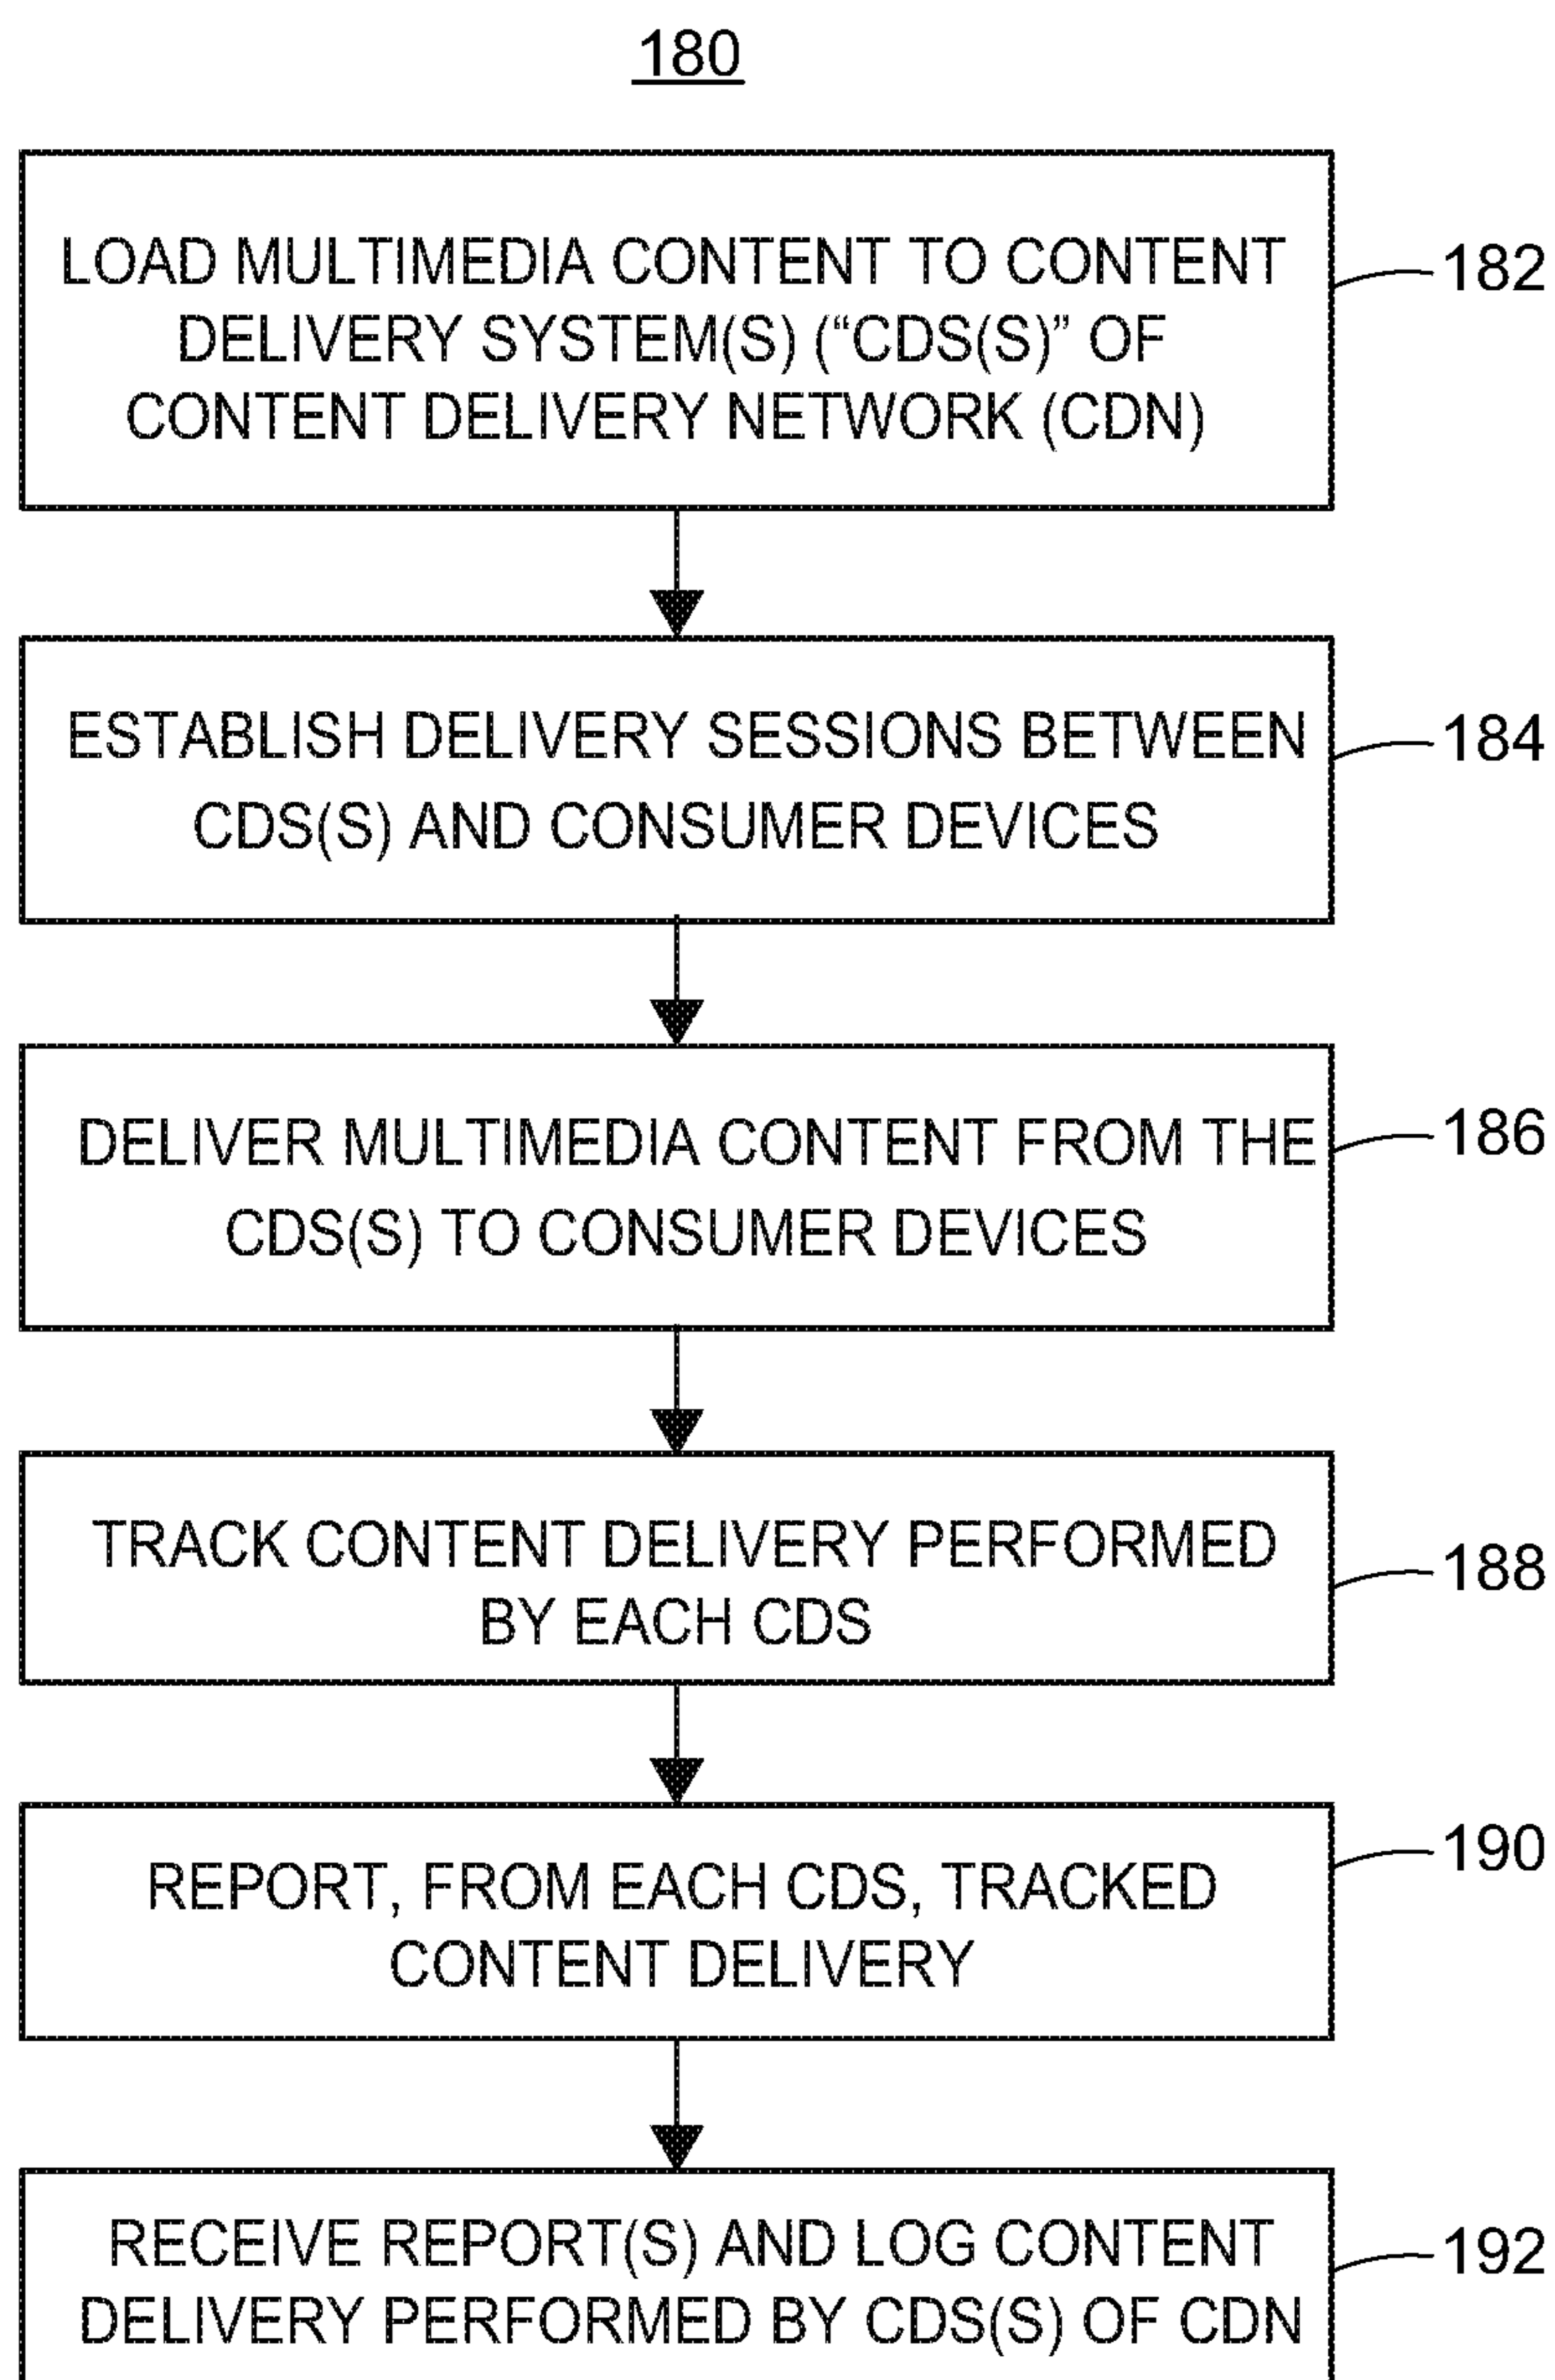 180
LOAD MULTIMEDIA CONTENT TO CONTENT
DELIVERY SYSTEM(S) (“CDS(S)” OF
CONTENT DELIVERY NETWORK (CDN)
182
ESTABLISH DELIVERY SESSIONS BETWEEN
CDS(S) AND CONSUMER DEVICES
184
DELIVER MULTIMEDIA CONTENT FROM THE
CDS(S) TO CONSUMER DEVICES
186
TRACK CONTENT DELIVERY PERFORMED
BY EACH CDS
188
REPORT, FROM EACH CDS, TRACKED
CONTENT DELIVERY
190
RECEIVE REPORT(S) AND LOG CONTENT
DELIVERY PERFORMED BY CDS(S) OF CDN
192